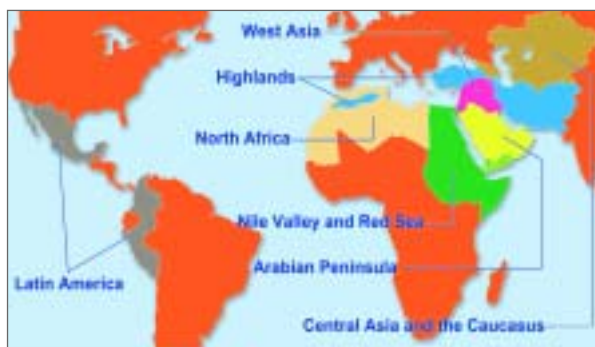 West Asia
Highlands
North Africa
Nile Valley and Red Sea
Arabian Peninsula
Latin America
Central Asia and the Caucasus